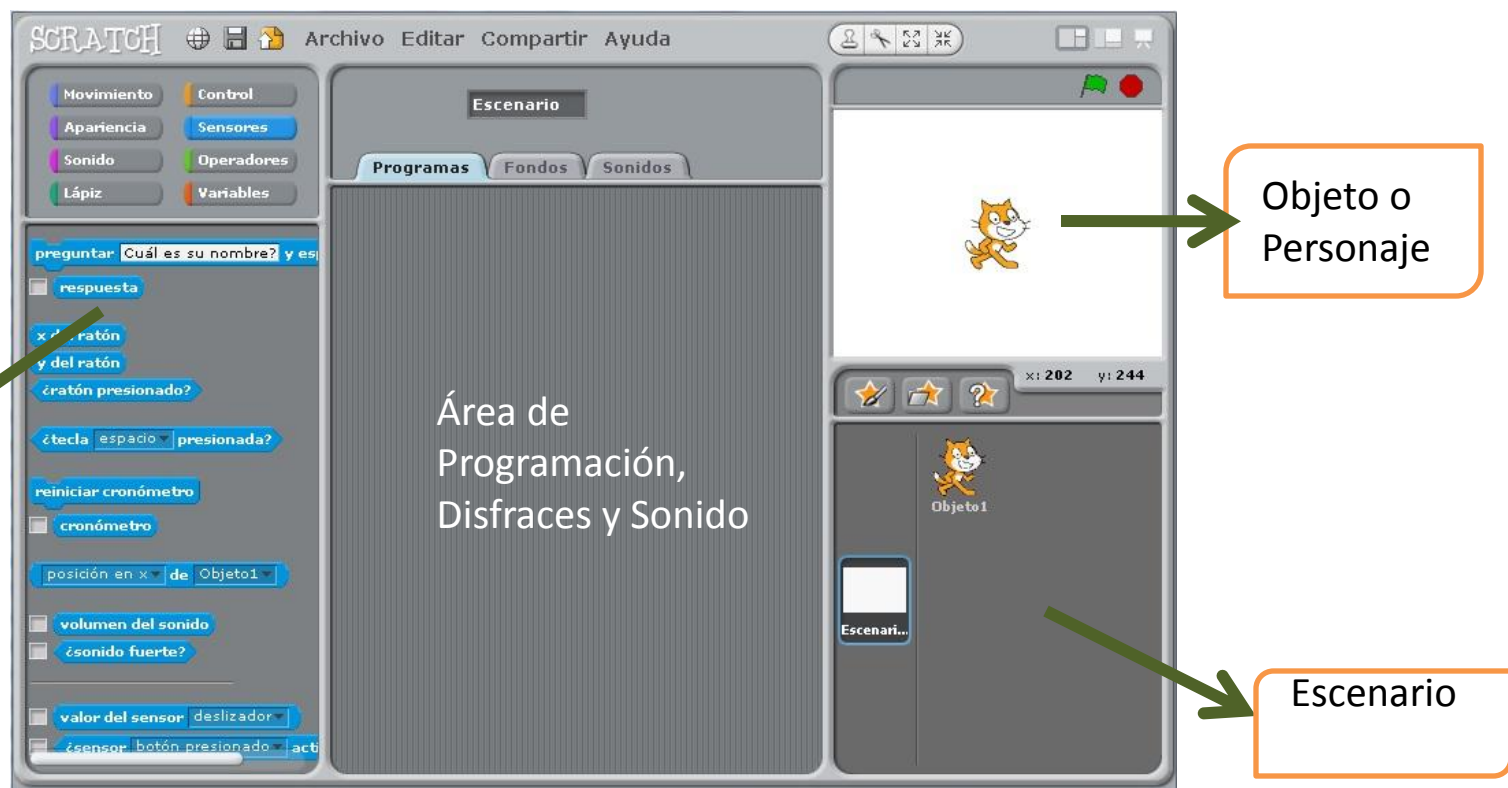 SCRATCH Archivo Editar Compartir Ayuda
Movimiento Control
Apariencia Sensores
Sonido Operadores
Lápiz Variables
preguntar Cuál es su nombre? y es
respuesta
x del ratón
y del ratón
¿ratón presionado?
¿tecla espacio presionada?
reiniciar cronómetro
cronómetro
posición en x de Objeto1
volumen del sonido
¿sonido fuerte?
valor del sensor deslizador
¿sensor botón presionado acti
Escenario
Programas Fondos Sonidos
Área de
Programación,
Disfraces y Sonido
x: 202 y: 244
Objeto1
Escenari...
Objeto o
Personaje
Escenario